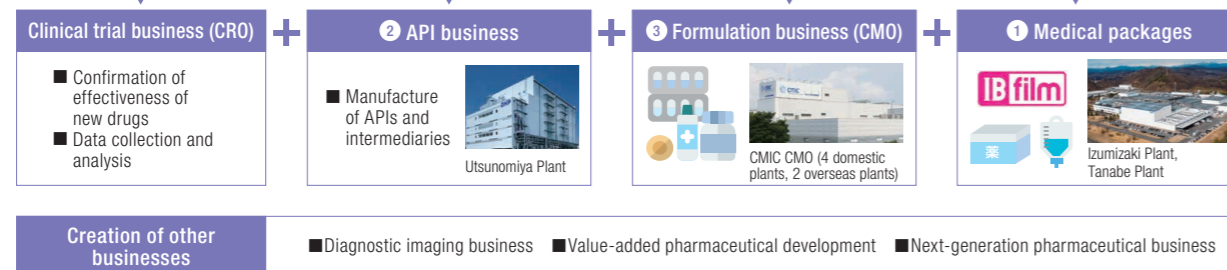 Clinical trial business (CRO)
■ Confirmation of
effectiveness of
new drugs
■ Data collection and
analysis
+
2 API business
■ Manufacture
of APIs and
intermediaries
Utsunomiya Plant
+
3 Formulation business (CMO)
CMIC
CMIC CMO (4 domestic
plants, 2 overseas plants)
+
1 Medical packages
IB film
薬
Izumizaki Plant,
Tanabe Plant
Creation of other
businesses
■Diagnostic imaging business ■Value-added pharmaceutical development ■Next-generation pharmaceutical business